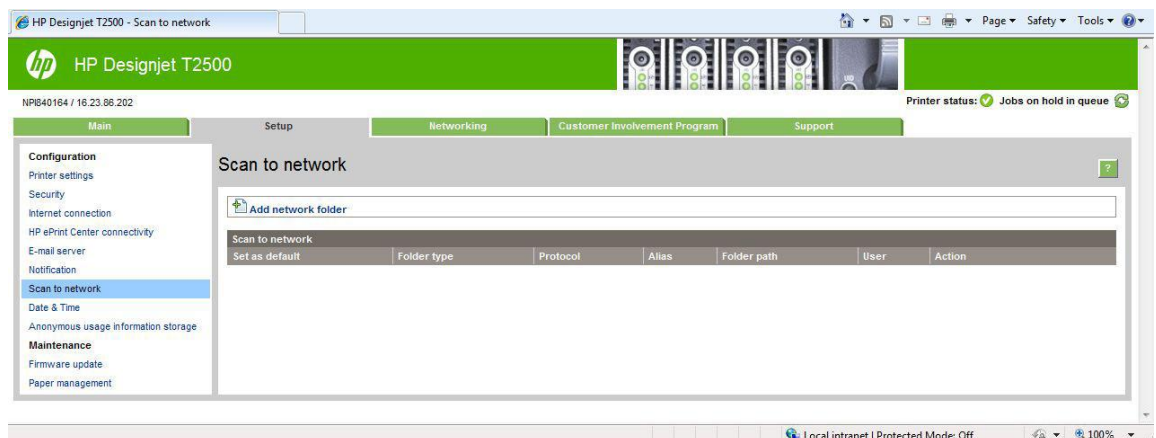 HP Designjet T2500 - Scan to network
Page Safety Tools
hp HP Designjet T2500
NPI840164 / 16.23.86.202
Printer status: Jobs on hold in queue
Main Setup Networking Customer Involvement Program Support
Configuration
Printer settings
Security
Internet connection
HP ePrint Center connectivity
E-mail server
Notification
Scan to network
Date & Time
Anonymous usage information storage
Maintenance
Firmware update
Paper management
Scan to network
?
Add network folder
Scan to network
Set as default Folder type Protocol Alias Folder path User Action
Local intranet | Protected Mode: Off
100%